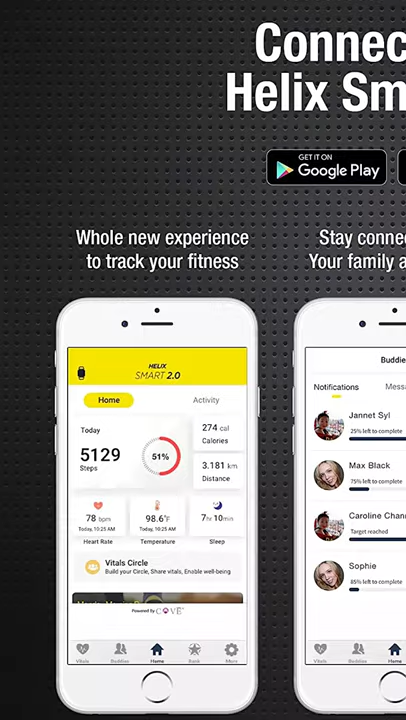 Connec
Helix Sm
GET IT ON
Google Play
Whole new experience
to track your fitness
Stay connec
Your family a
HELIX
SMART 2.0
Home
Activity
Today
5129
Steps
51%
274 cal
Calories
3.181 km
Distance
78 bpm
Today, 10:25 AM
Heart Rate
98.6°F
Today, 10:25 AM
Temperature
7hr 10min
Sleep
Vitals Circle
Build your Circle, Share vitals, Enable well-being
Powered by COVE
Vitals
Buddies
Home
Rank
More
Buddie
Notifications
Messa
Jannet Syl
25% left to complete
Max Black
75% left to complete
Caroline Chan
Target reached
Sophie
85% left to complete
Vitals
Buddies
Home